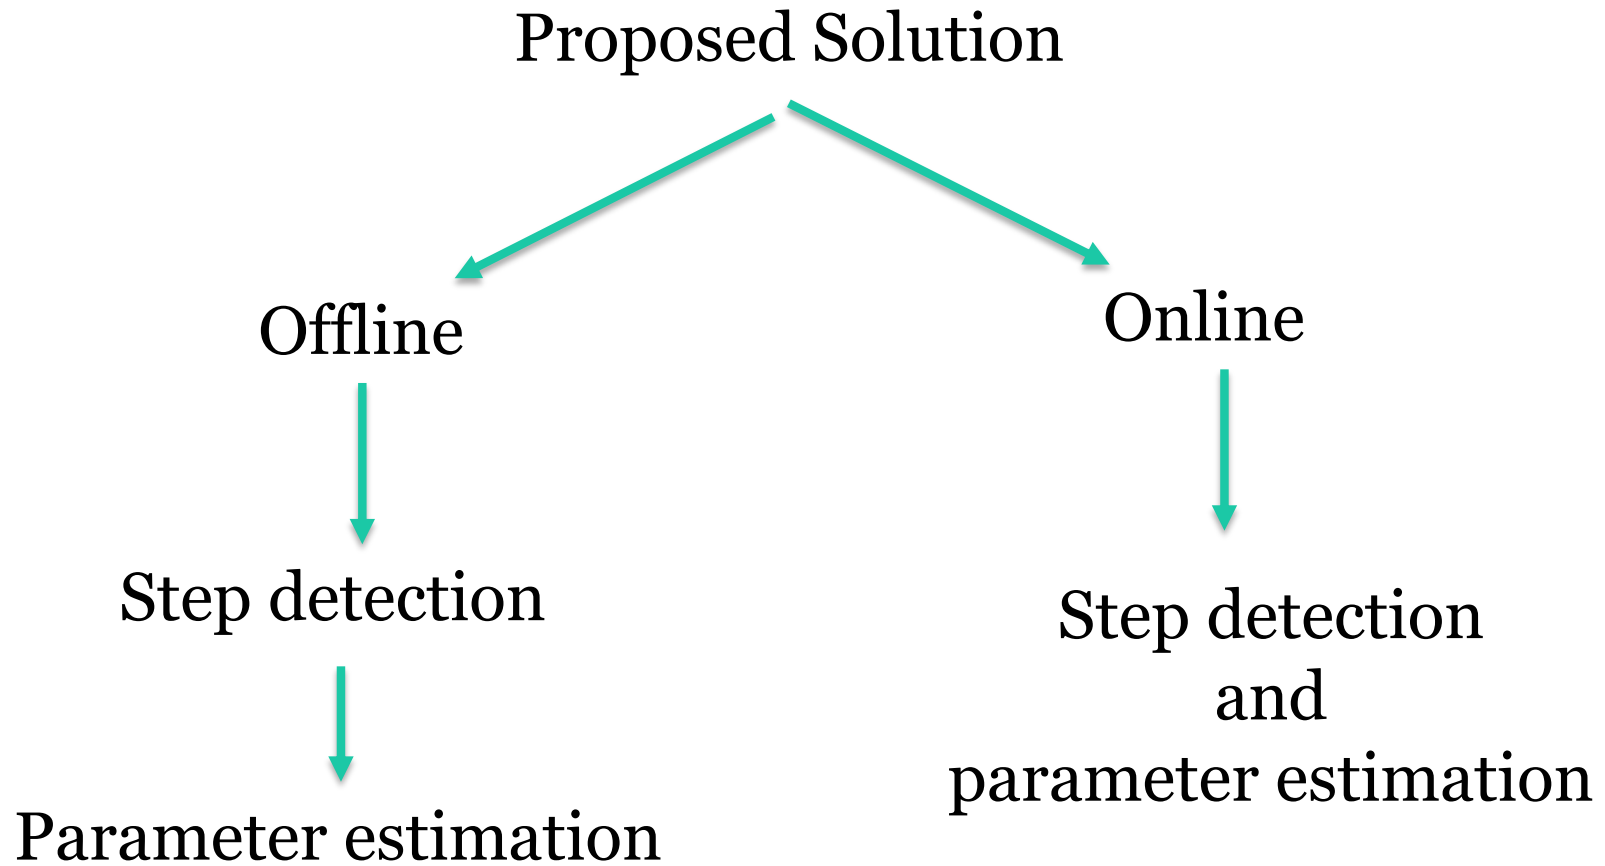 Proposed Solution
Offline
Online
Step detection
Step detection
and
parameter estimation
Parameter estimation